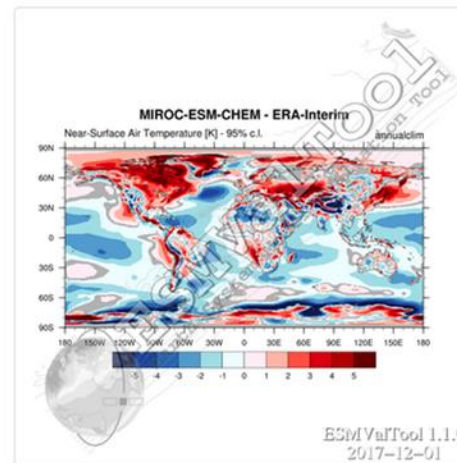 MIROC-ESM-CHEM - ERA-Interim
Near-Surface Air Temperature [K] - 95% c.l. annualclim
90N
60N
30N
0
30S
60S
90S
180 150W 120W 90W 60W 30W 0 30E 60E 90E 120E 150E 180
-5 -4 -3 -2 -1 0 1 2 3 4 5
ESMValTool
ESMValTool 1.1.0
2017-12-01